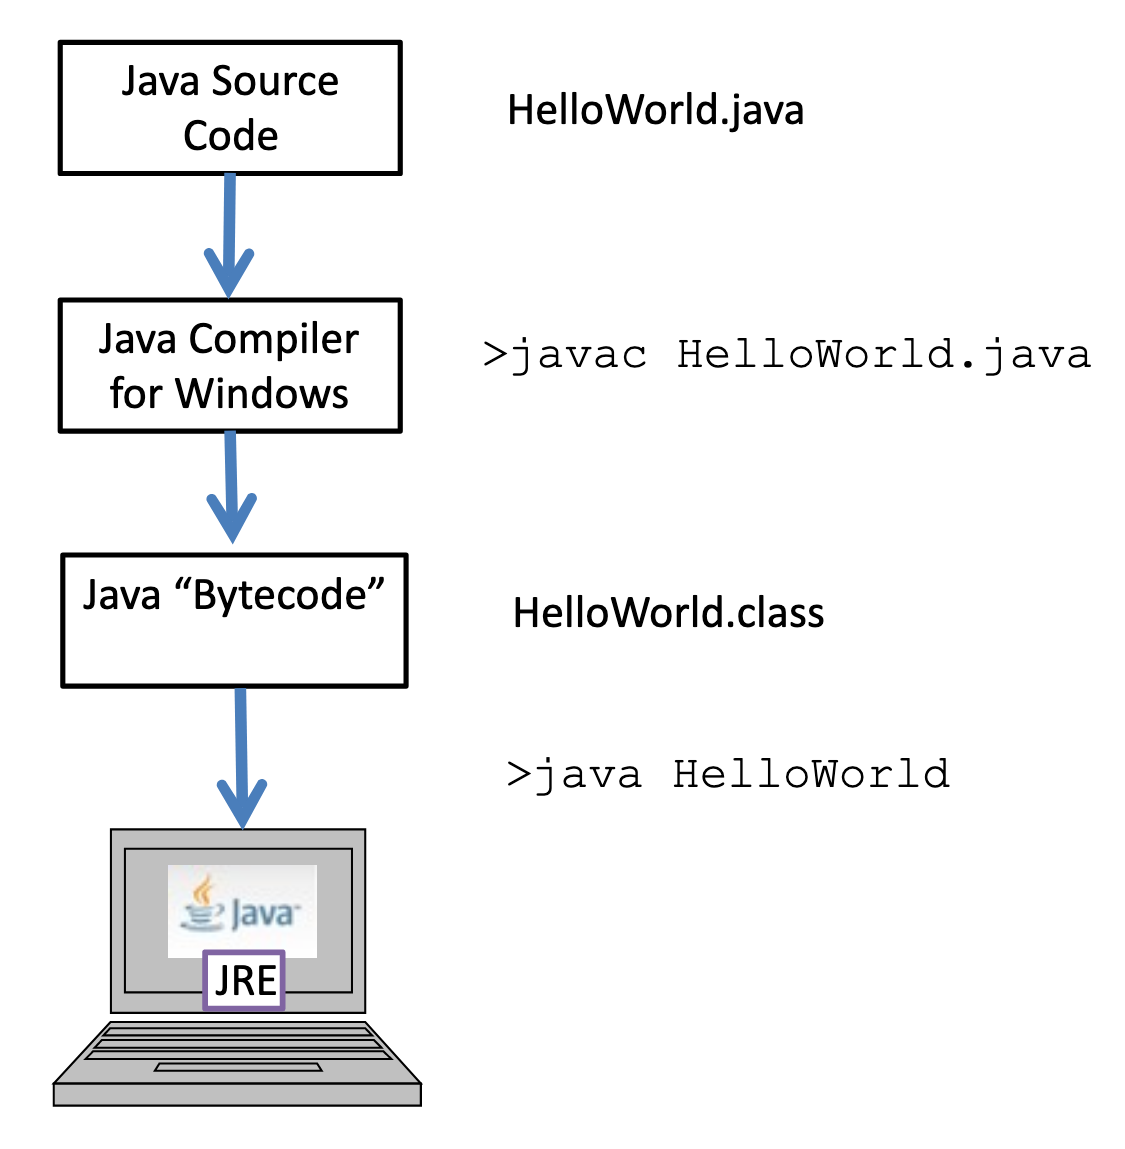 Java Source
Code
HelloWorld.java
Java Compiler
for Windows
>javac HelloWorld.java
Java “Bytecode”
HelloWorld.class
>java HelloWorld
Java™
JRE